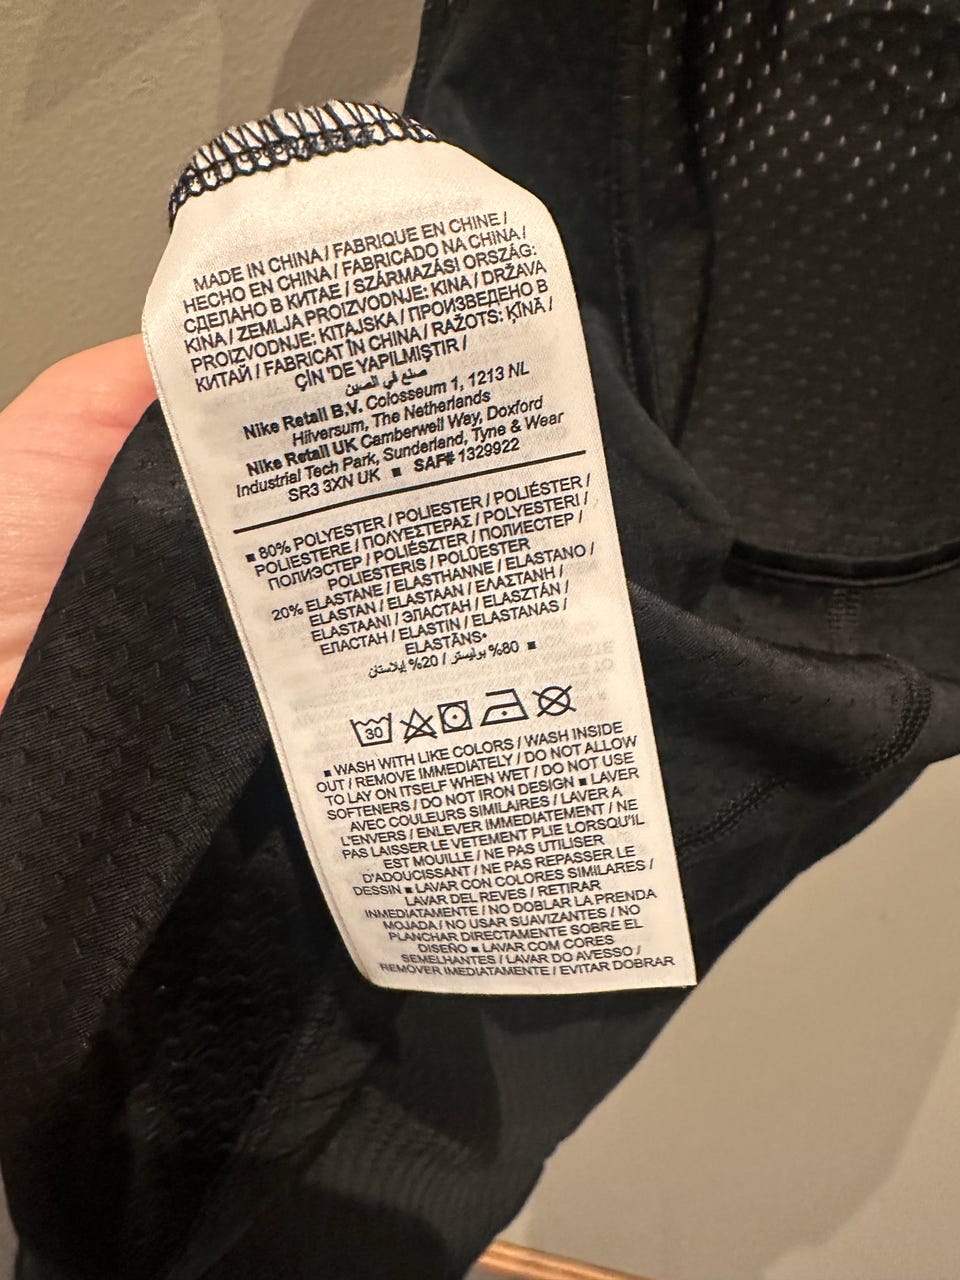 MADE IN CHINA / FABRIQUE EN CHINE /
HECHO EN CHINA / FABRICADO NA CHINA /
СДЕЛАНО В КИТАЕ / SZÁRMAZÁSI ORSZÁG:
KINA / ZEMLJA PROIZVODNJE: KINA / DRŽAVA
PROIZVODNJE: KITAJSKA / ПРОИЗВЕДЕНО В
КИТАЙ / FABRICAT ÎN CHINA / RAŽOTS: ĶĪNĀ /
ÇİN 'DE YAPILMIŞTIR /
صنع في الصين
Nike Retail B.V. Colosseum 1, 1213 NL
Hilversum, The Netherlands
Nike Retail UK Camberwell Way, Doxford
Industrial Tech Park, Sunderland, Tyne & Wear
SR3 3XN UK ■ SAF# 1329922
■ 80% POLYESTER / POLIESTER / POLIÉSTER /
POLIESTERE / ΠΟΛΥΕΣΤΕΡΑΣ / POLYESTERI /
ПОЛИЭСТЕР / POLIÉSZTER / ПОЛИЕСТЕР /
POLIESTERIS / POLÜESTER
20% ELASTANE / ELASTHANNE / ELASTANO /
ELASTAN / ELASTAAN / ΕΛΑΣΤΑΝΗ /
ELASTAANI / ЭЛАСТАН / ELASZTÁN /
ЕЛАСТАН / ELASTIN / ELASTANAS /
ELASTĀNS•
80% بوليستر / 20% إيلاستان ■
30
■ WASH WITH LIKE COLORS / WASH INSIDE
OUT / REMOVE IMMEDIATELY / DO NOT ALLOW
TO LAY ON ITSELF WHEN WET / DO NOT USE
SOFTENERS / DO NOT IRON DESIGN ■ LAVER
AVEC COULEURS SIMILAIRES / LAVER A
L'ENVERS / ENLEVER IMMEDIATEMENT / NE
PAS LAISSER LE VETEMENT PLIE LORSQU'IL
EST MOUILLE / NE PAS UTILISER
D'ADOUCISSANT / NE PAS REPASSER LE
DESSIN ■ LAVAR CON COLORES SIMILARES /
LAVAR DEL REVES / RETIRAR
INMEDIATAMENTE / NO DOBLAR LA PRENDA
MOJADA / NO USAR SUAVIZANTES / NO
PLANCHAR DIRECTAMENTE SOBRE EL
DISEÑO ■ LAVAR COM CORES
SEMELHANTES / LAVAR DO AVESSO /
REMOVER IMEDIATAMENTE / EVITAR DOBRAR